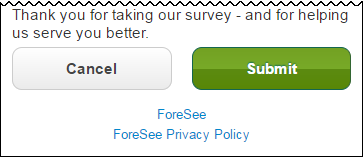 Thank you for taking our survey - and for helping
us serve you better.
Cancel Submit
ForeSee
ForeSee Privacy Policy